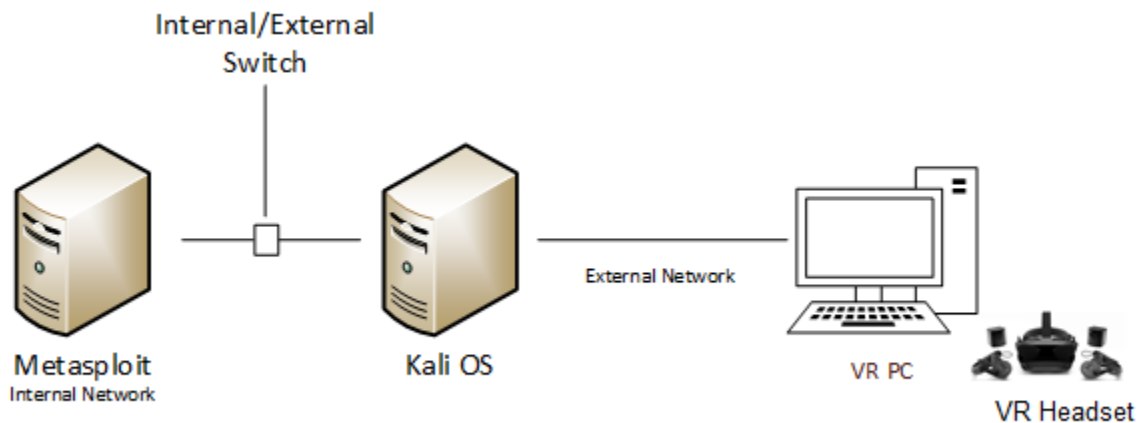 Internal/External
Switch
Metasploit
Internal Network
Kali OS
External Network
VR PC
VR Headset